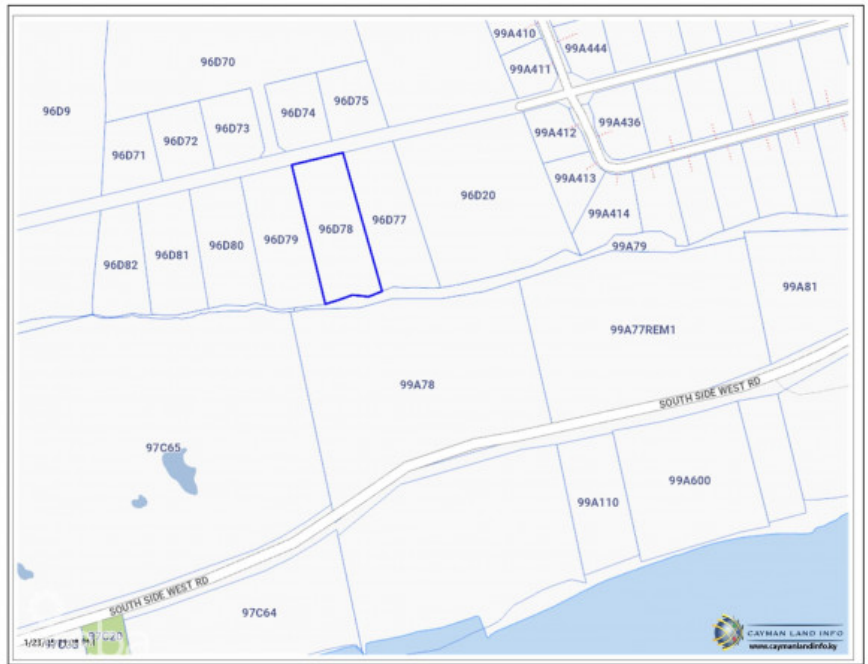 99A410
99A444
96D70
99A411
96D9
96D75
96D74
99A436
96D73
99A412
96D72
96D71
99A413
96D20
99A414
96D77
96D78
96D79
96D80
99A79
96D81
96D82
99A81
99A77REM1
99A78
SOUTH SIDE WEST RD
97C65
99A600
99A110
SOUTH SIDE WEST RD
97C64
CAYMAN LAND INFO
www.caymanlandinfo.ky